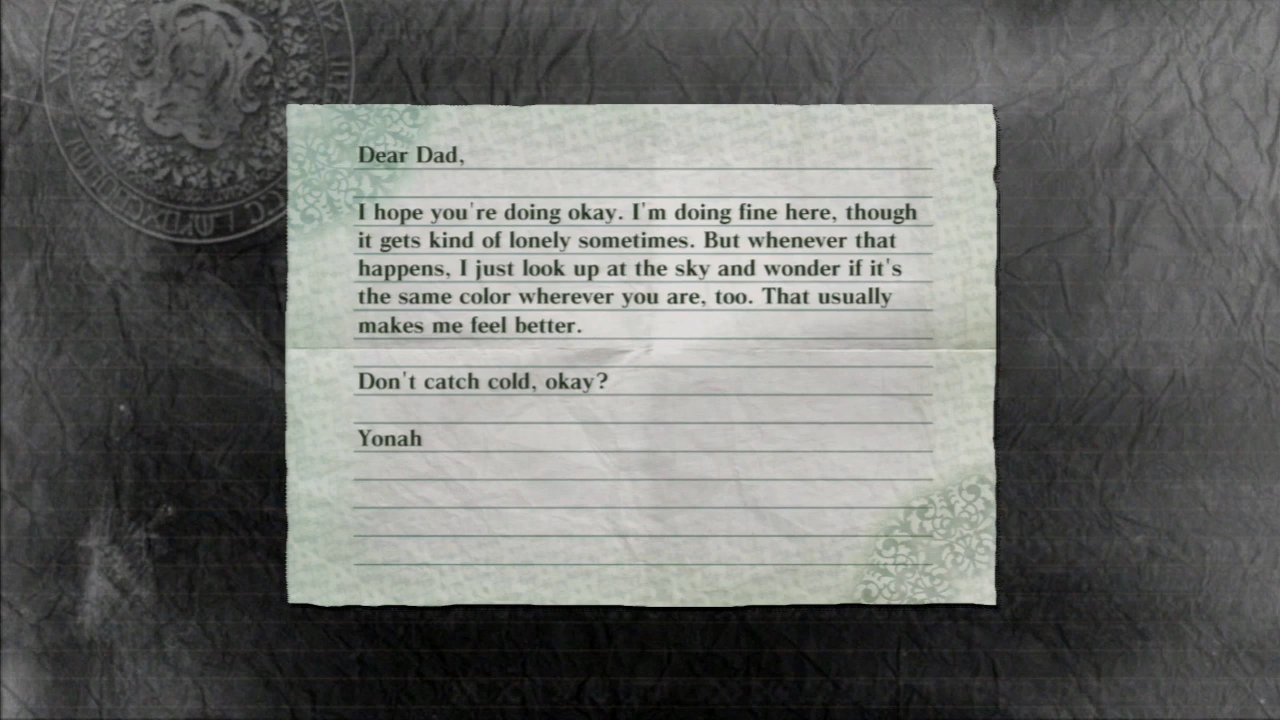 Dear Dad,
I hope you're doing okay. I'm doing fine here, though
it gets kind of lonely sometimes. But whenever that
happens, I just look up at the sky and wonder if it's
the same color wherever you are, too. That usually
makes me feel better.
Don't catch cold, okay?
Yonah